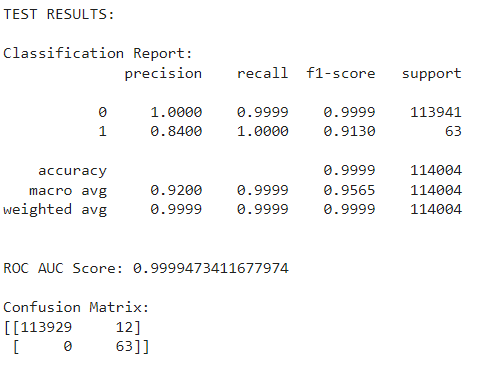 TEST RESULTS:
Classification Report:
precision recall f1-score support
0 1.0000 0.9999 0.9999 113941
1 0.8400 1.0000 0.9130 63
accuracy 0.9999 114004
macro avg 0.9200 0.9999 0.9565 114004
weighted avg 0.9999 0.9999 0.9999 114004
ROC AUC Score: 0.9999473411677974
Confusion Matrix:
[[113929 12]
[ 0 63]]